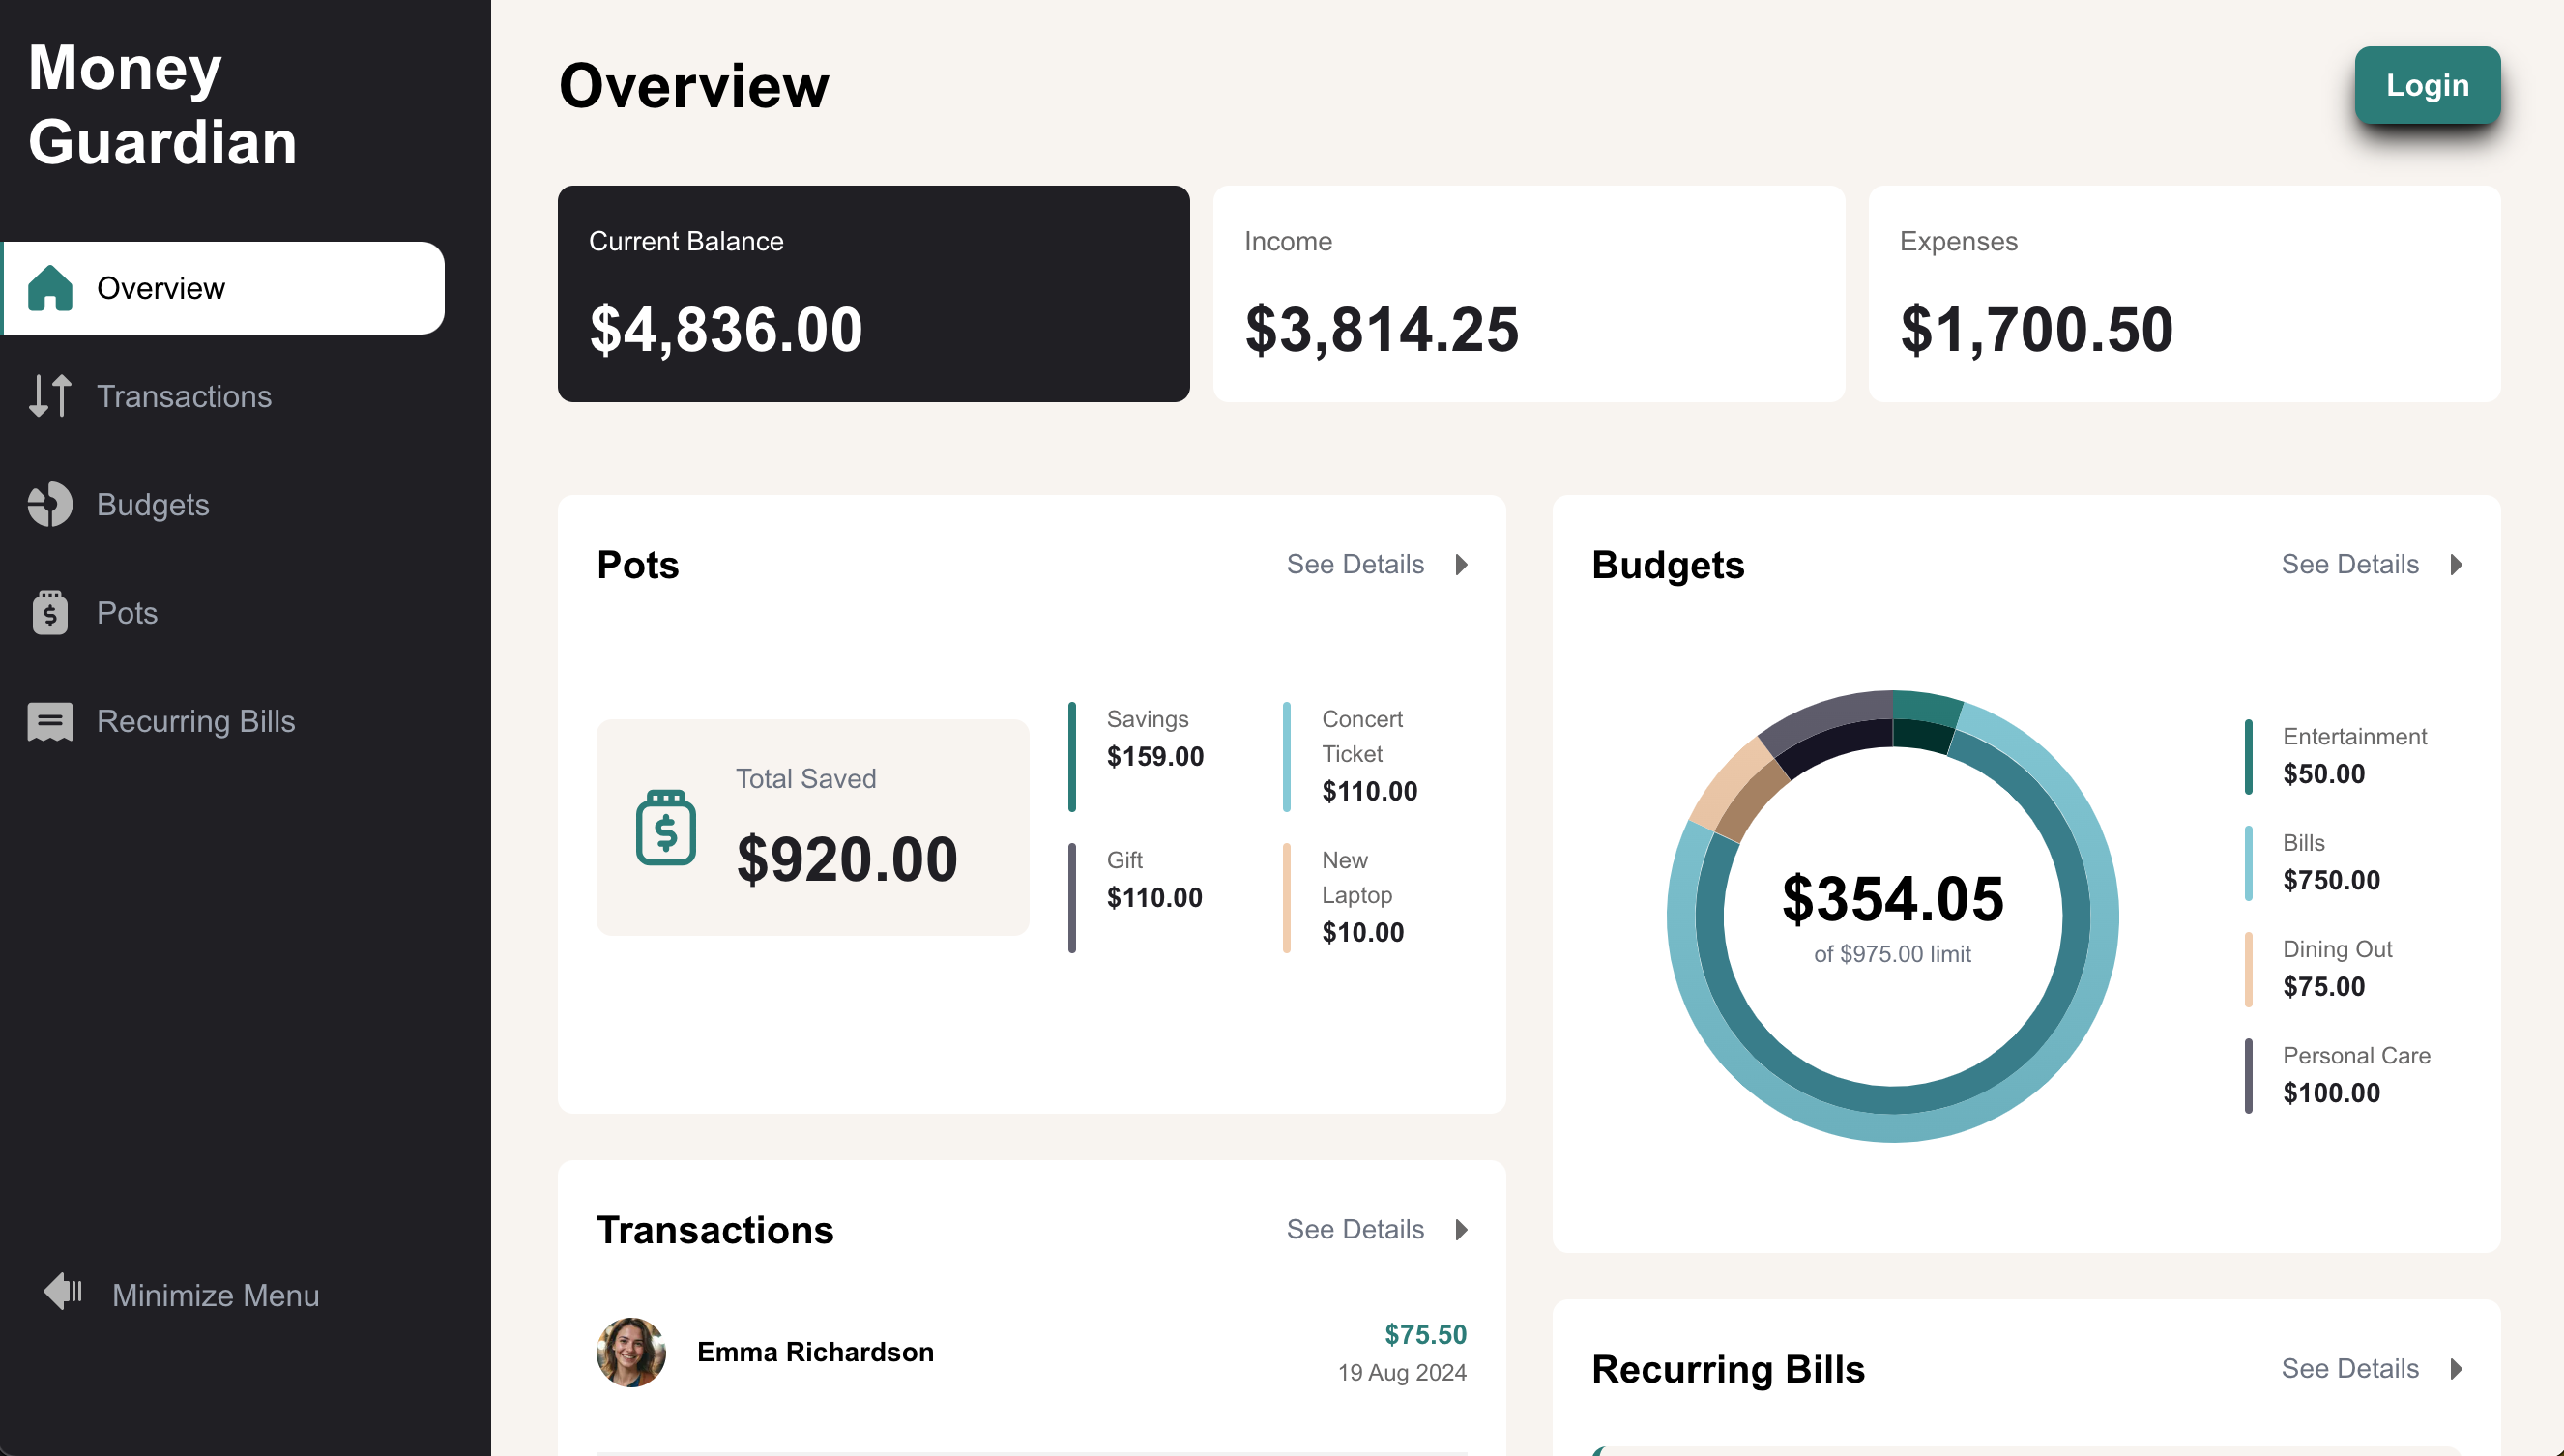 Money
Guardian
Overview
Transactions
Budgets
Pots
Recurring Bills
Minimize Menu
Overview
Login
Current Balance
$4,836.00
Income
$3,814.25
Expenses
$1,700.50
Pots
See Details
Total Saved
$920.00
Savings
$159.00
Concert
Ticket
$110.00
Gift
$110.00
New
Laptop
$10.00
Budgets
See Details
$354.05
of $975.00 limit
Entertainment
$50.00
Bills
$750.00
Dining Out
$75.00
Personal Care
$100.00
Transactions
See Details
Emma Richardson
$75.50
19 Aug 2024
Recurring Bills
See Details